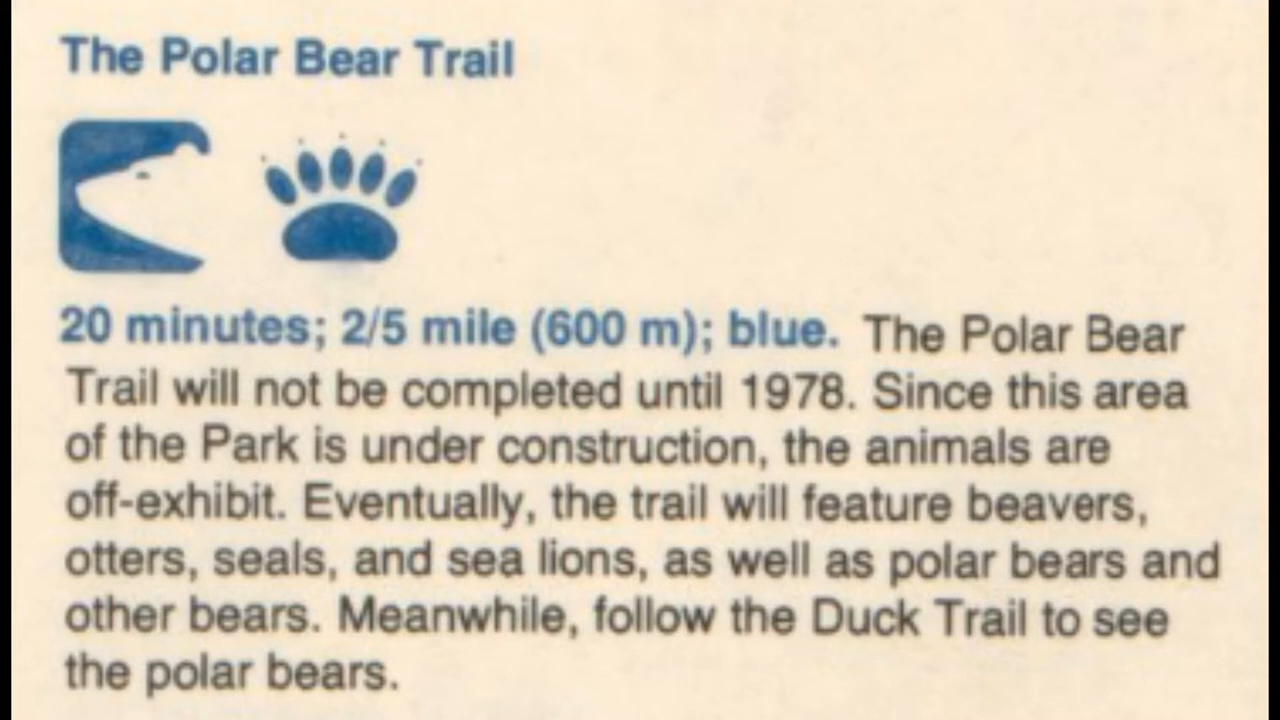 The Polar Bear Trail
20 minutes; 2/5 mile (600 m); blue. The Polar Bear
Trail will not be completed until 1978. Since this area
of the Park is under construction, the animals are
off-exhibit. Eventually, the trail will feature beavers,
otters, seals, and sea lions, as well as polar bears and
other bears. Meanwhile, follow the Duck Trail to see
the polar bears.